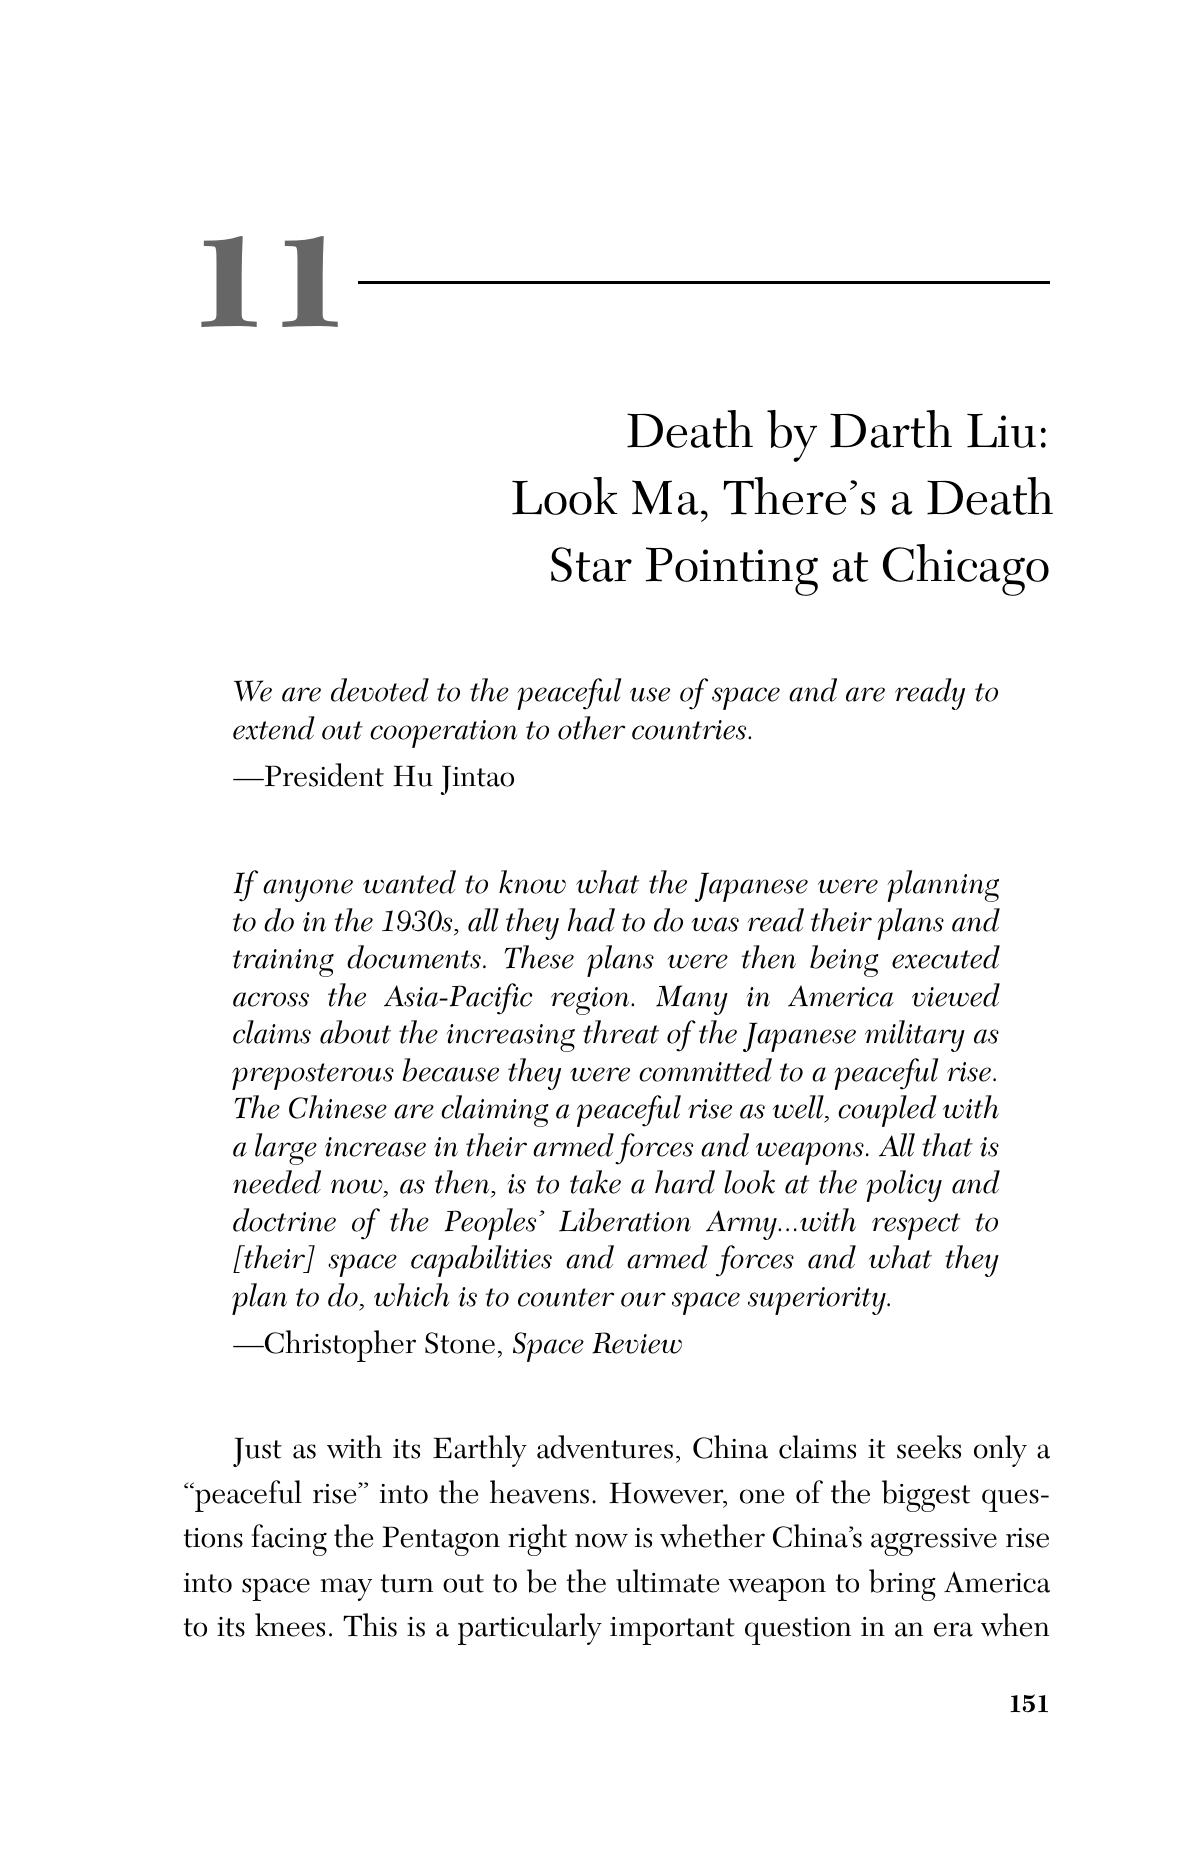 11
Death by Darth Liu:
Look Ma, There’s a Death
Star Pointing at Chicago
We are devoted to the peaceful use of space and are ready to
extend out cooperation to other countries.
—President Hu Jintao
If anyone wanted to know what the Japanese were planning
to do in the 1930s, all they had to do was read their plans and
training documents. These plans were then being executed
across the Asia-Pacific region. Many in America viewed
claims about the increasing threat of the Japanese military as
preposterous because they were committed to a peaceful rise.
The Chinese are claiming a peaceful rise as well, coupled with
a large increase in their armed forces and weapons. All that is
needed now, as then, is to take a hard look at the policy and
doctrine of the Peoples’ Liberation Army...with respect to
[their] space capabilities and armed forces and what they
plan to do, which is to counter our space superiority.
—Christopher Stone, Space Review
Just as with its Earthly adventures, China claims it seeks only a
“peaceful rise” into the heavens. However, one of the biggest ques-
tions facing the Pentagon right now is whether China’s aggressive rise
into space may turn out to be the ultimate weapon to bring America
to its knees. This is a particularly important question in an era when
151